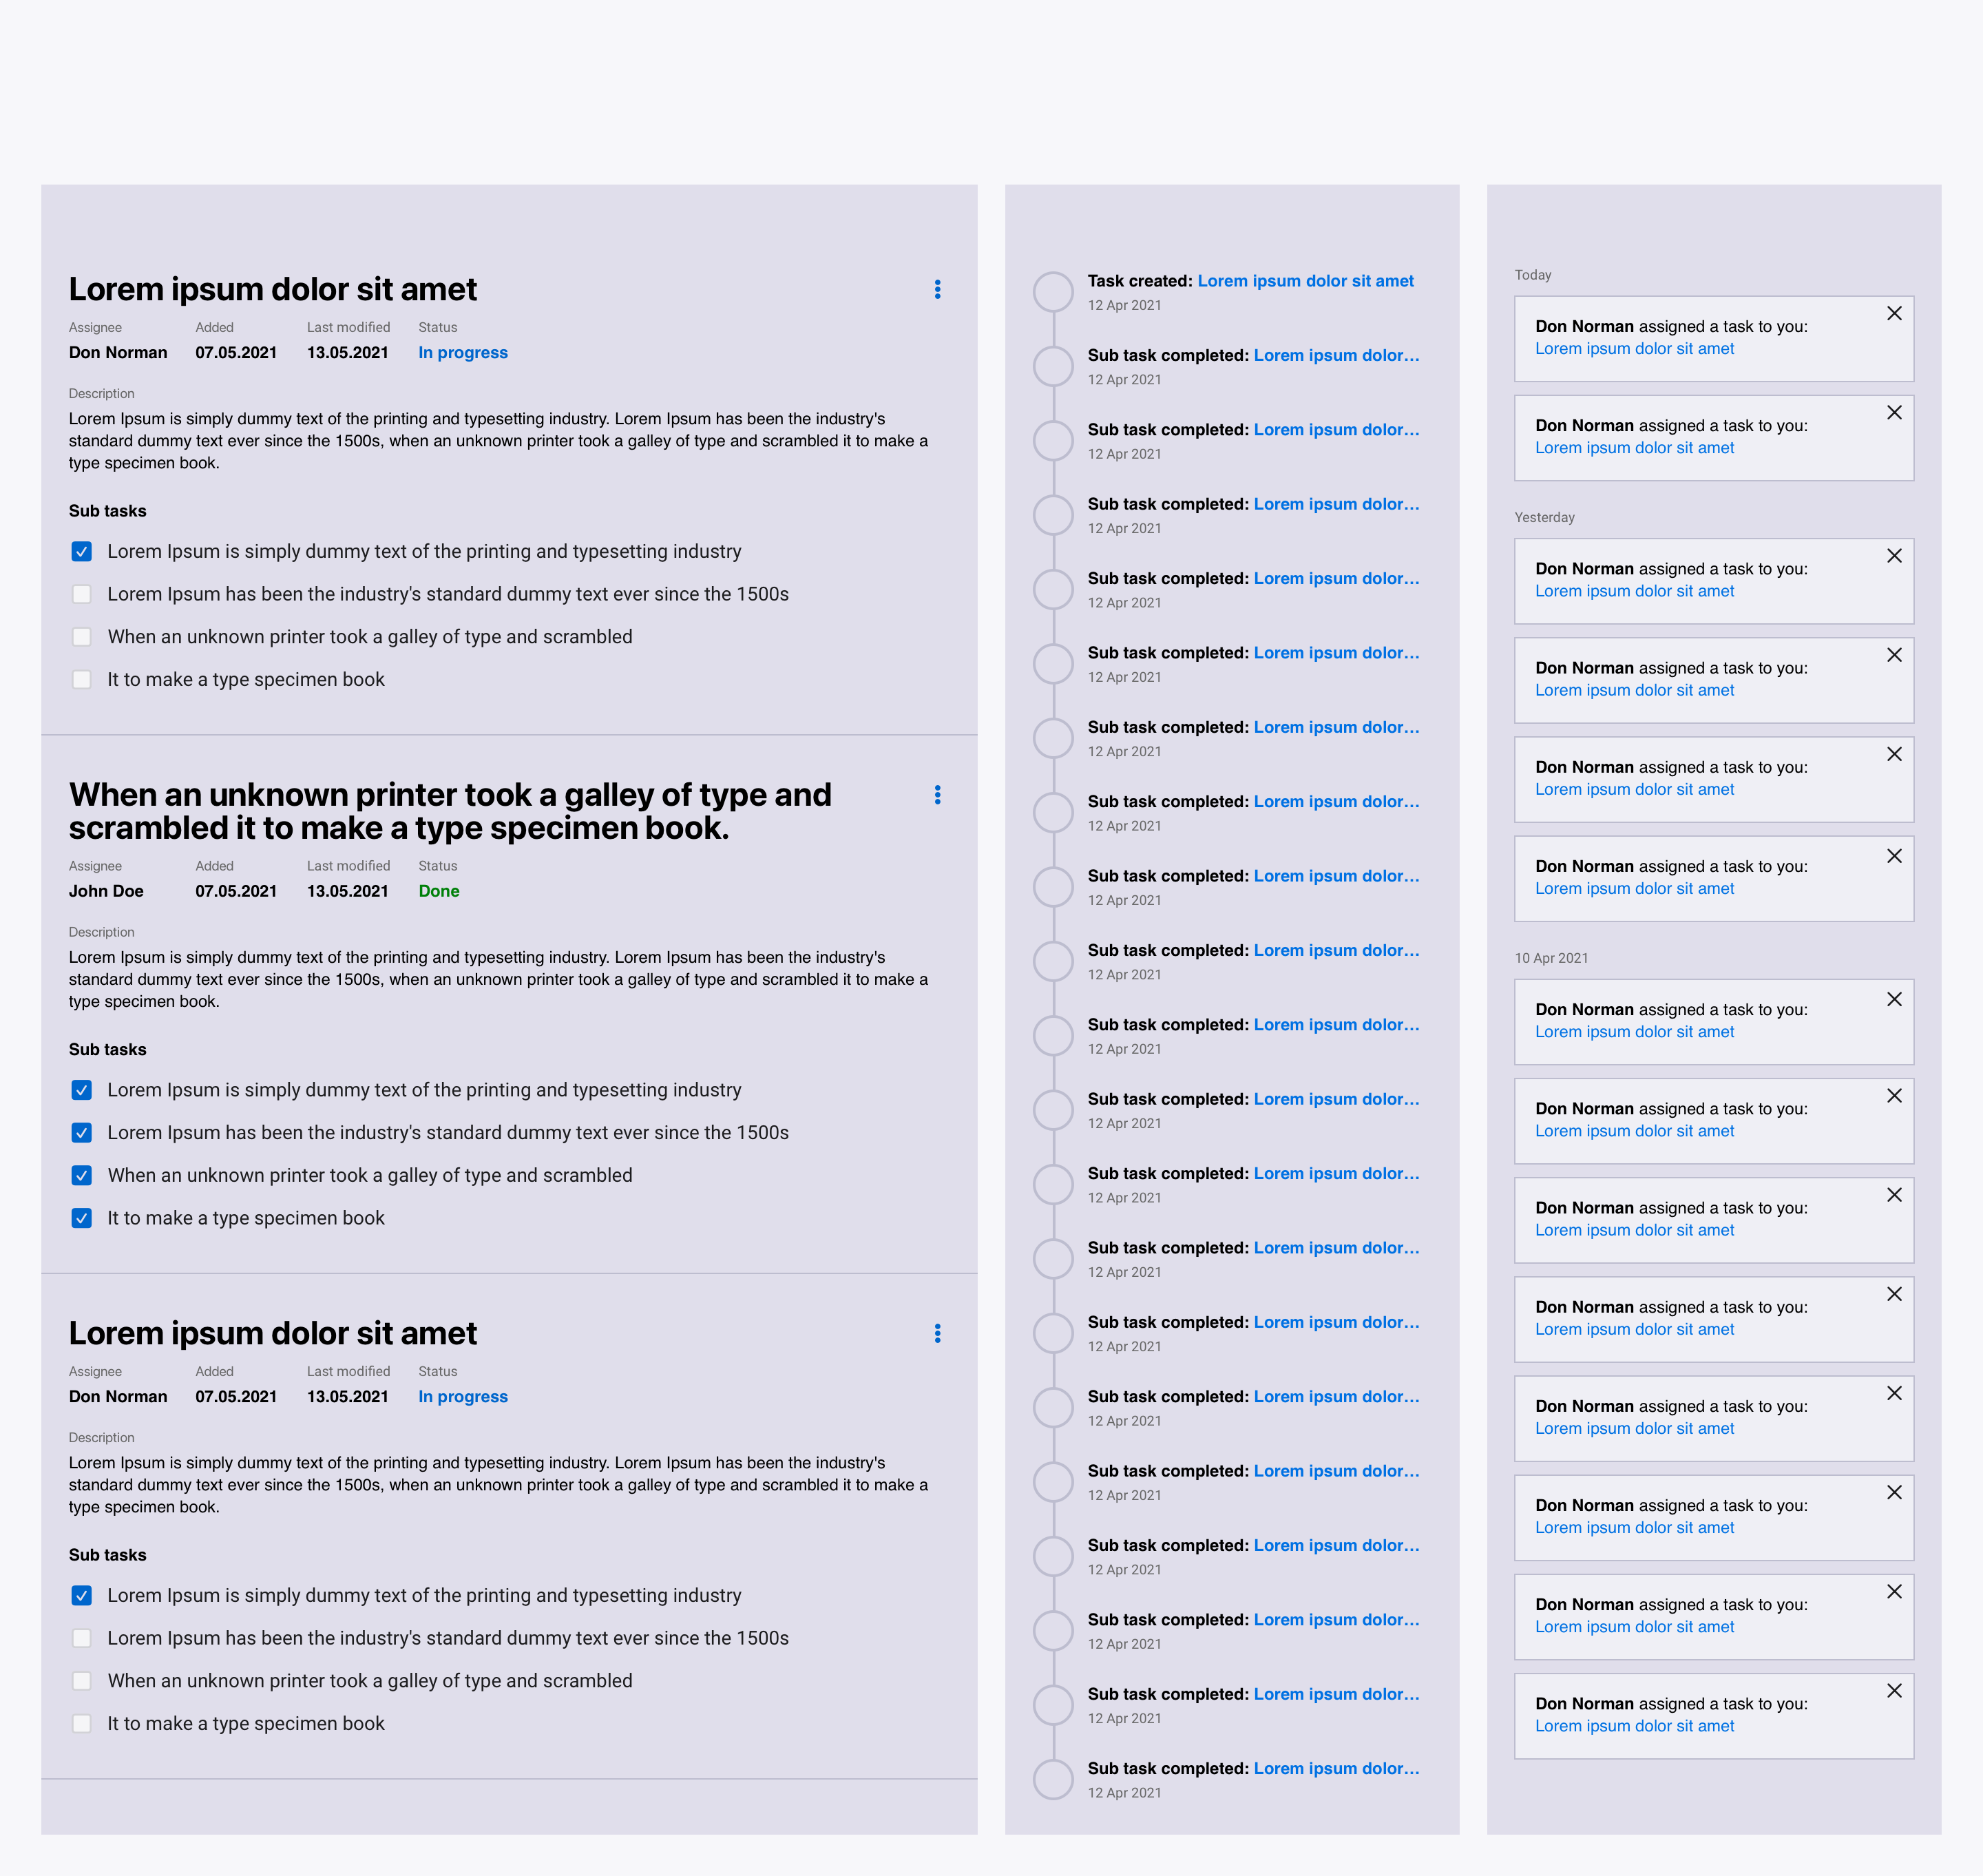 Lorem ipsum dolor sit amet
Assignee Added Last modified Status
Don Norman 07.05.2021 13.05.2021 In progress
Description
Lorem Ipsum is simply dummy text of the printing and typesetting industry. Lorem Ipsum has been the industry's
standard dummy text ever since the 1500s, when an unknown printer took a galley of type and scrambled it to make a
type specimen book.
Sub tasks
Lorem Ipsum is simply dummy text of the printing and typesetting industry
Lorem Ipsum has been the industry's standard dummy text ever since the 1500s
When an unknown printer took a galley of type and scrambled
It to make a type specimen book
When an unknown printer took a galley of type and
scrambled it to make a type specimen book.
Assignee Added Last modified Status
John Doe 07.05.2021 13.05.2021 Done
Description
Lorem Ipsum is simply dummy text of the printing and typesetting industry. Lorem Ipsum has been the industry's
standard dummy text ever since the 1500s, when an unknown printer took a galley of type and scrambled it to make a
type specimen book.
Sub tasks
Lorem Ipsum is simply dummy text of the printing and typesetting industry
Lorem Ipsum has been the industry's standard dummy text ever since the 1500s
When an unknown printer took a galley of type and scrambled
It to make a type specimen book
Lorem ipsum dolor sit amet
Assignee Added Last modified Status
Don Norman 07.05.2021 13.05.2021 In progress
Description
Lorem Ipsum is simply dummy text of the printing and typesetting industry. Lorem Ipsum has been the industry's
standard dummy text ever since the 1500s, when an unknown printer took a galley of type and scrambled it to make a
type specimen book.
Sub tasks
Lorem Ipsum is simply dummy text of the printing and typesetting industry
Lorem Ipsum has been the industry's standard dummy text ever since the 1500s
When an unknown printer took a galley of type and scrambled
It to make a type specimen book
Task created: Lorem ipsum dolor sit amet
12 Apr 2021
Sub task completed: Lorem ipsum dolor...
12 Apr 2021
Sub task completed: Lorem ipsum dolor...
12 Apr 2021
Sub task completed: Lorem ipsum dolor...
12 Apr 2021
Sub task completed: Lorem ipsum dolor...
12 Apr 2021
Sub task completed: Lorem ipsum dolor...
12 Apr 2021
Sub task completed: Lorem ipsum dolor...
12 Apr 2021
Sub task completed: Lorem ipsum dolor...
12 Apr 2021
Sub task completed: Lorem ipsum dolor...
12 Apr 2021
Sub task completed: Lorem ipsum dolor...
12 Apr 2021
Sub task completed: Lorem ipsum dolor...
12 Apr 2021
Sub task completed: Lorem ipsum dolor...
12 Apr 2021
Sub task completed: Lorem ipsum dolor...
12 Apr 2021
Sub task completed: Lorem ipsum dolor...
12 Apr 2021
Sub task completed: Lorem ipsum dolor...
12 Apr 2021
Sub task completed: Lorem ipsum dolor...
12 Apr 2021
Sub task completed: Lorem ipsum dolor...
12 Apr 2021
Sub task completed: Lorem ipsum dolor...
12 Apr 2021
Sub task completed: Lorem ipsum dolor...
12 Apr 2021
Sub task completed: Lorem ipsum dolor...
12 Apr 2021
Sub task completed: Lorem ipsum dolor...
12 Apr 2021
Today
Don Norman assigned a task to you:
Lorem ipsum dolor sit amet
Don Norman assigned a task to you:
Lorem ipsum dolor sit amet
Yesterday
Don Norman assigned a task to you:
Lorem ipsum dolor sit amet
Don Norman assigned a task to you:
Lorem ipsum dolor sit amet
Don Norman assigned a task to you:
Lorem ipsum dolor sit amet
Don Norman assigned a task to you:
Lorem ipsum dolor sit amet
10 Apr 2021
Don Norman assigned a task to you:
Lorem ipsum dolor sit amet
Don Norman assigned a task to you:
Lorem ipsum dolor sit amet
Don Norman assigned a task to you:
Lorem ipsum dolor sit amet
Don Norman assigned a task to you:
Lorem ipsum dolor sit amet
Don Norman assigned a task to you:
Lorem ipsum dolor sit amet
Don Norman assigned a task to you:
Lorem ipsum dolor sit amet
Don Norman assigned a task to you:
Lorem ipsum dolor sit amet
Don Norman assigned a task to you:
Lorem ipsum dolor sit amet